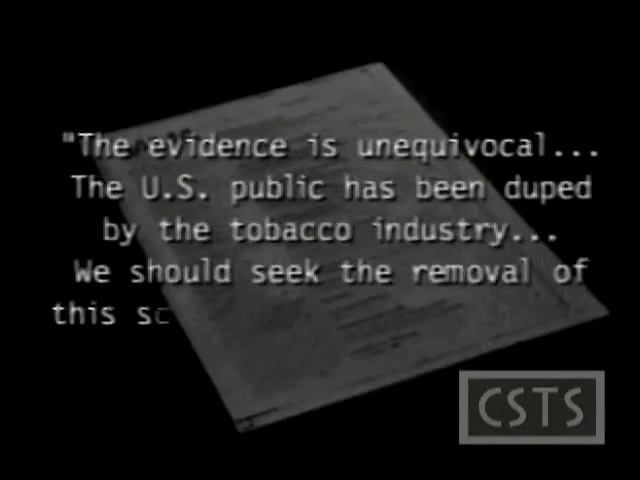 "The evidence is unequivocal...
The U.S. public has been duped
by the tobacco industry...
We should seek the removal of
this sc
CSTS